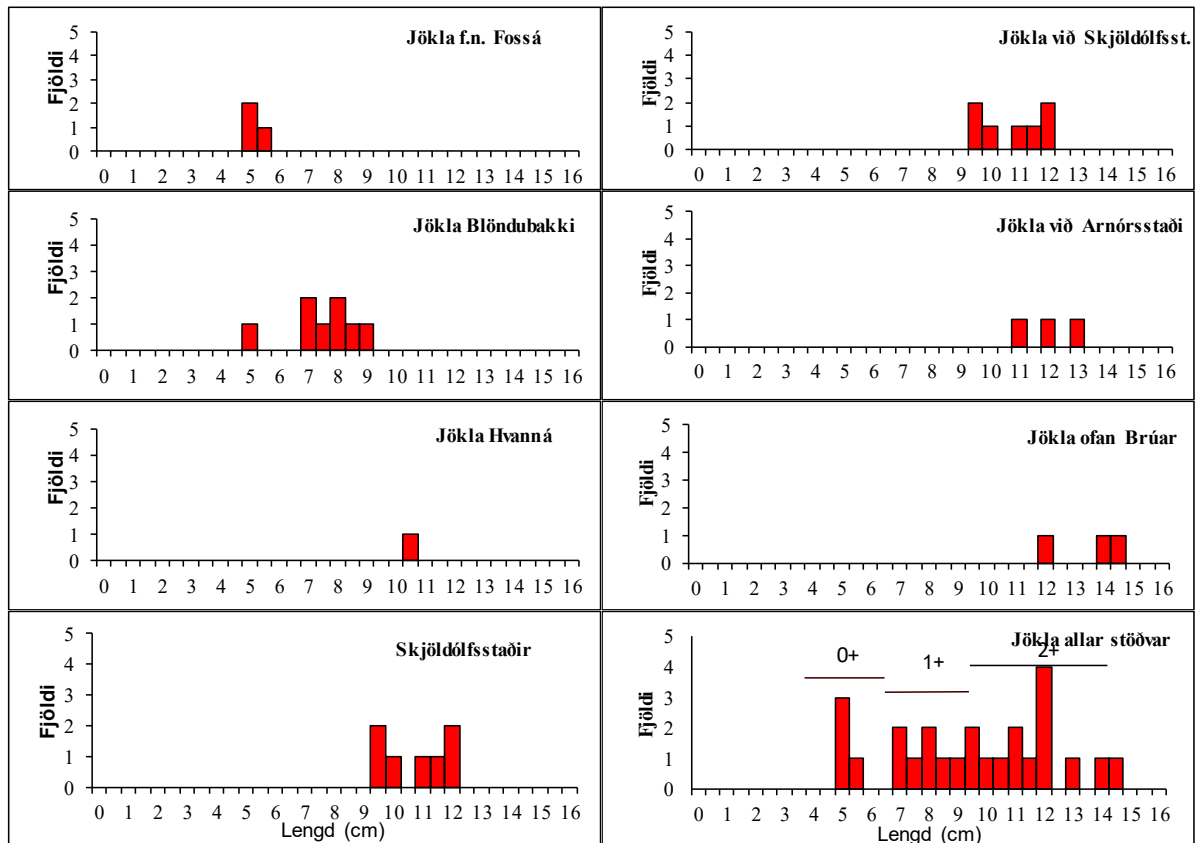 Jökla f.n. Fossá
Fjöldi
5
4
3
2
1
0
0 1 2 3 4 5 6 7 8 9 10 11 12 13 14 15 16
Jökla við Skjöldólfsst.
Fjöldi
5
4
3
2
1
0
0 1 2 3 4 5 6 7 8 9 10 11 12 13 14 15 16
Jökla Blöndubakki
Fjöldi
5
4
3
2
1
0
0 1 2 3 4 5 6 7 8 9 10 11 12 13 14 15 16
Jökla við Arnórsstaði
Fjöldi
5
4
3
2
1
0
0 1 2 3 4 5 6 7 8 9 10 11 12 13 14 15 16
Jökla Hvanná
Fjöldi
5
4
3
2
1
0
0 1 2 3 4 5 6 7 8 9 10 11 12 13 14 15 16
Jökla ofan Brúar
Fjöldi
5
4
3
2
1
0
0 1 2 3 4 5 6 7 8 9 10 11 12 13 14 15 16
Skjöldólfsstaðir
Fjöldi
5
4
3
2
1
0
0 1 2 3 4 5 6 7 8 9 10 11 12 13 14 15 16
Lengd (cm)
Jökla allar stöðvar
0+ 1+ 2+
Fjöldi
5
4
3
2
1
0
0 1 2 3 4 5 6 7 8 9 10 11 12 13 14 15 16
Lengd (cm)